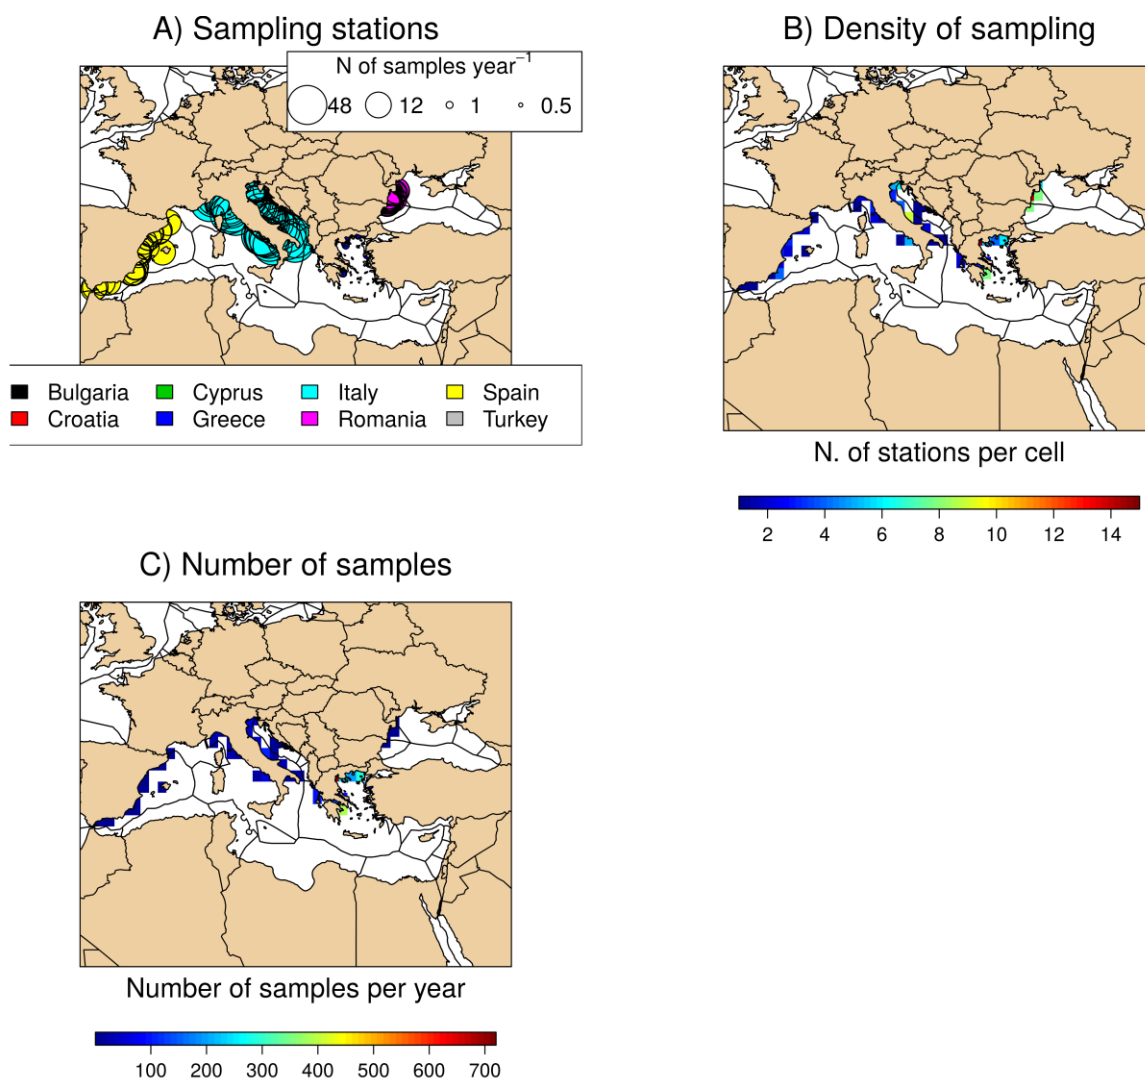 A) Sampling stations
N of samples year⁻¹
48 12 1 0.5
Bulgaria Cyprus Italy Spain
Croatia Greece Romania Turkey
B) Density of sampling
N. of stations per cell
2 4 6 8 10 12 14
C) Number of samples
Number of samples per year
100 200 300 400 500 600 700